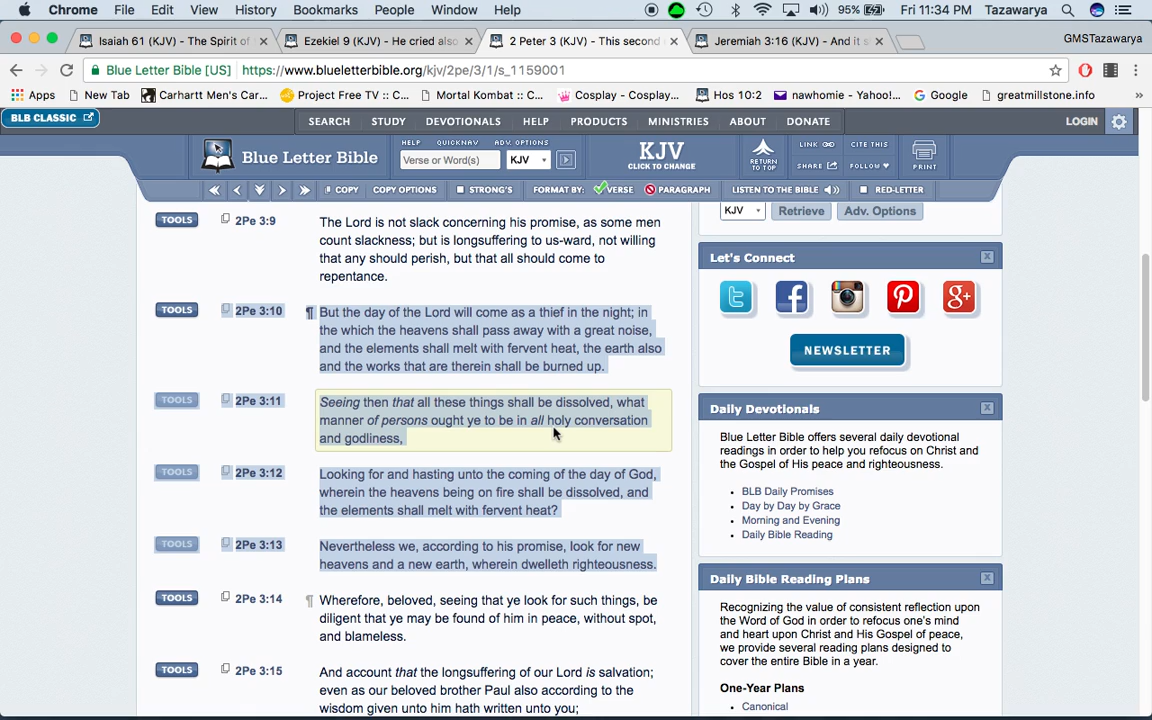 Chrome File Edit View History Bookmarks People Window Help 95% Fri 11:34 PM Tazawarya
Isaiah 61 (KJV) - The Spirit of Ezekiel 9 (KJV) - He cried also 2 Peter 3 (KJV) - This second Jeremiah 3:16 (KJV) - And it s GMSTazawarya
Blue Letter Bible [US] https://www.blueletterbible.org/kjv/2pe/3/1/s_1159001
Apps New Tab Carhartt Men's Car... Project Free TV :: C... Mortal Kombat :: C... Cosplay - Cosplay... Hos 10:2 nawhomie - Yahoo!... Google greatmillstone.info »
BLB CLASSIC SEARCH STUDY DEVOTIONALS HELP PRODUCTS MINISTRIES ABOUT DONATE LOGIN
Blue Letter Bible
HELP QUICKNAV ADV. OPTIONS
Verse or Word(s) KJV
KJV
CLICK TO CHANGE
RETURN
TO TOP
LINK CITE THIS
SHARE FOLLOW
PRINT
COPY COPY OPTIONS STRONG'S FORMAT BY: VERSE PARAGRAPH LISTEN TO THE BIBLE RED-LETTER
TOOLS 2Pe 3:9 The Lord is not slack concerning his promise, as some men
count slackness; but is longsuffering to us-ward, not willing
that any should perish, but that all should come to
repentance.
TOOLS 2Pe 3:10 ¶ But the day of the Lord will come as a thief in the night; in
the which the heavens shall pass away with a great noise,
and the elements shall melt with fervent heat, the earth also
and the works that are therein shall be burned up.
TOOLS 2Pe 3:11 Seeing then that all these things shall be dissolved, what
manner of persons ought ye to be in all holy conversation
and godliness,
TOOLS 2Pe 3:12 Looking for and hasting unto the coming of the day of God,
wherein the heavens being on fire shall be dissolved, and
the elements shall melt with fervent heat?
TOOLS 2Pe 3:13 Nevertheless we, according to his promise, look for new
heavens and a new earth, wherein dwelleth righteousness.
TOOLS 2Pe 3:14 ¶ Wherefore, beloved, seeing that ye look for such things, be
diligent that ye may be found of him in peace, without spot,
and blameless.
TOOLS 2Pe 3:15 And account that the longsuffering of our Lord is salvation;
even as our beloved brother Paul also according to the
wisdom given unto him hath written unto you;
KJV Retrieve Adv. Options
Let's Connect
NEWSLETTER
Daily Devotionals
Blue Letter Bible offers several daily devotional
readings in order to help you refocus on Christ and
the Gospel of His peace and righteousness.
BLB Daily Promises
Day by Day by Grace
Morning and Evening
Daily Bible Reading
Daily Bible Reading Plans
Recognizing the value of consistent reflection upon
the Word of God in order to refocus one's mind
and heart upon Christ and His Gospel of peace,
we provide several reading plans designed to
cover the entire Bible in a year.
One-Year Plans
Canonical